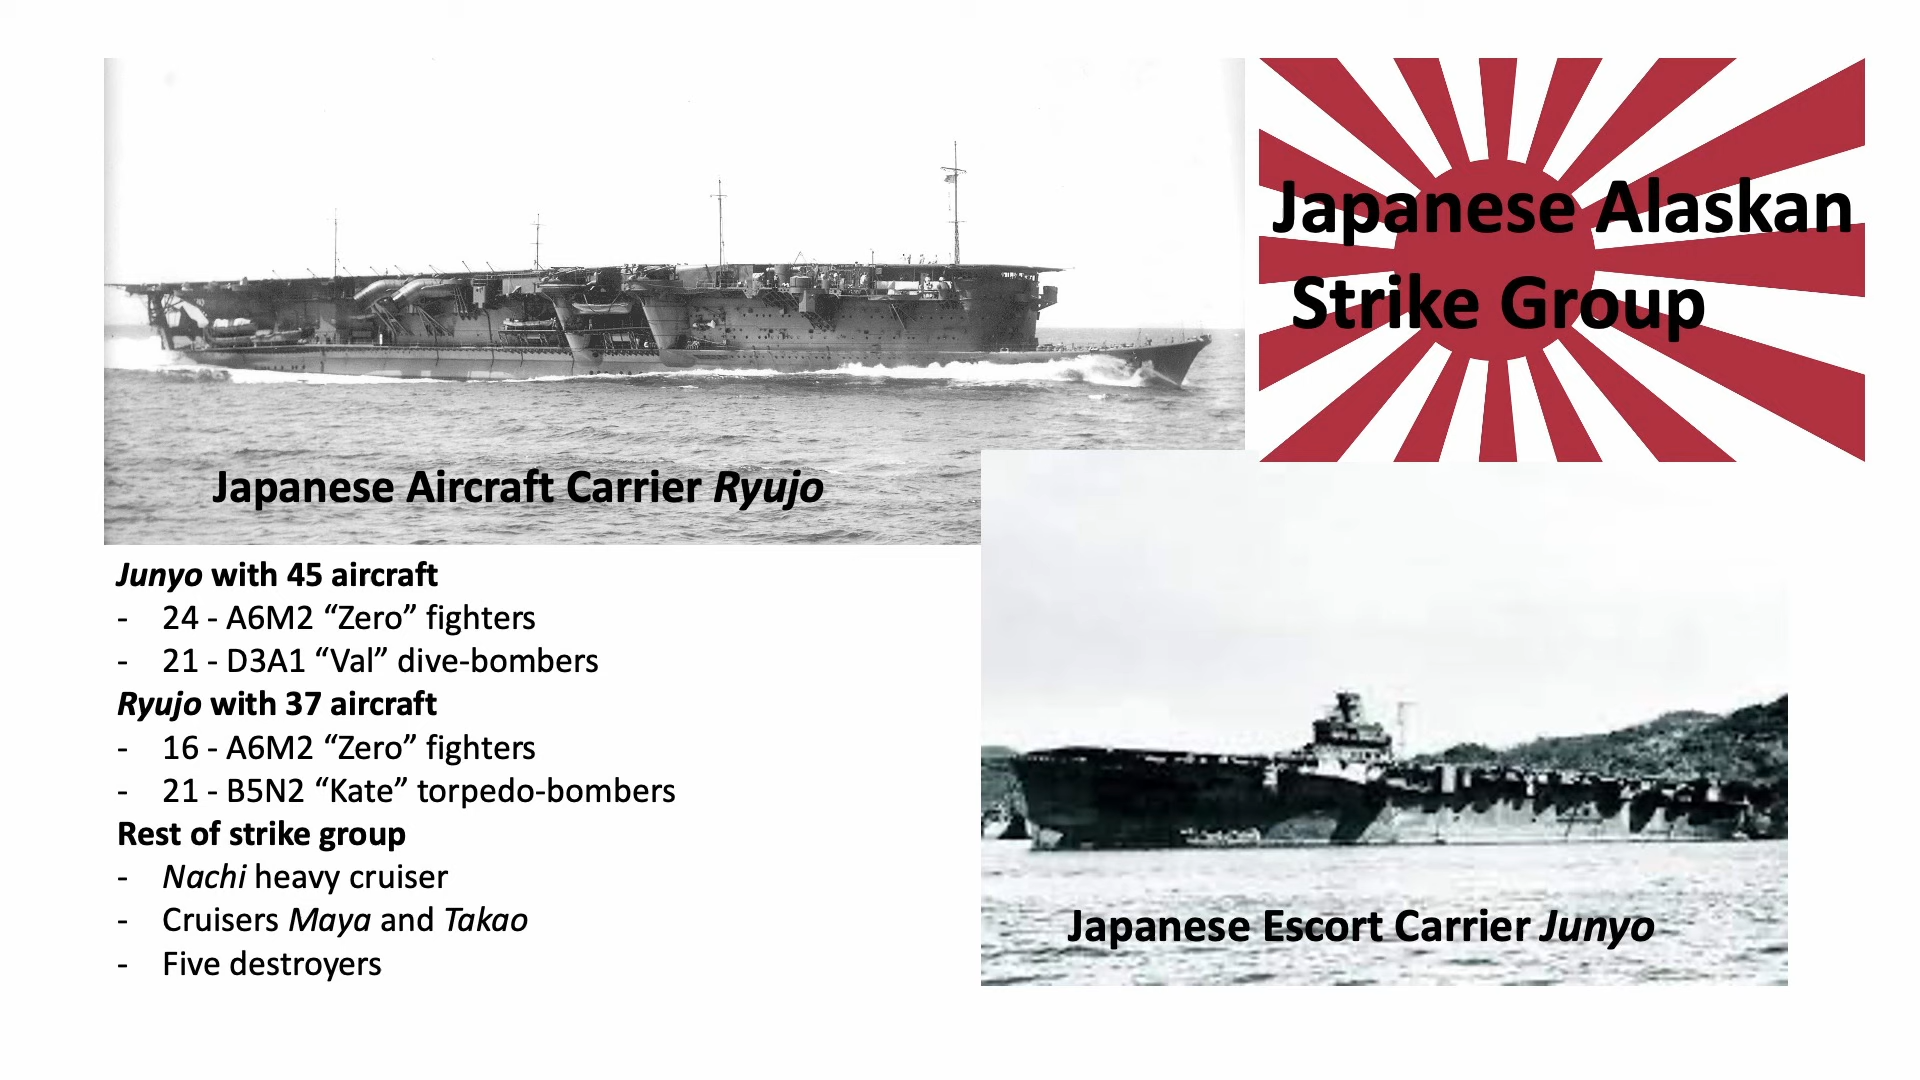 Japanese Alaskan
Strike Group
Japanese Aircraft Carrier Ryujo
Junyo with 45 aircraft
- 24 - A6M2 “Zero” fighters
- 21 - D3A1 “Val” dive-bombers
Ryujo with 37 aircraft
- 16 - A6M2 “Zero” fighters
- 21 - B5N2 “Kate” torpedo-bombers
Rest of strike group
- Nachi heavy cruiser
- Cruisers Maya and Takao
- Five destroyers
Japanese Escort Carrier Junyo